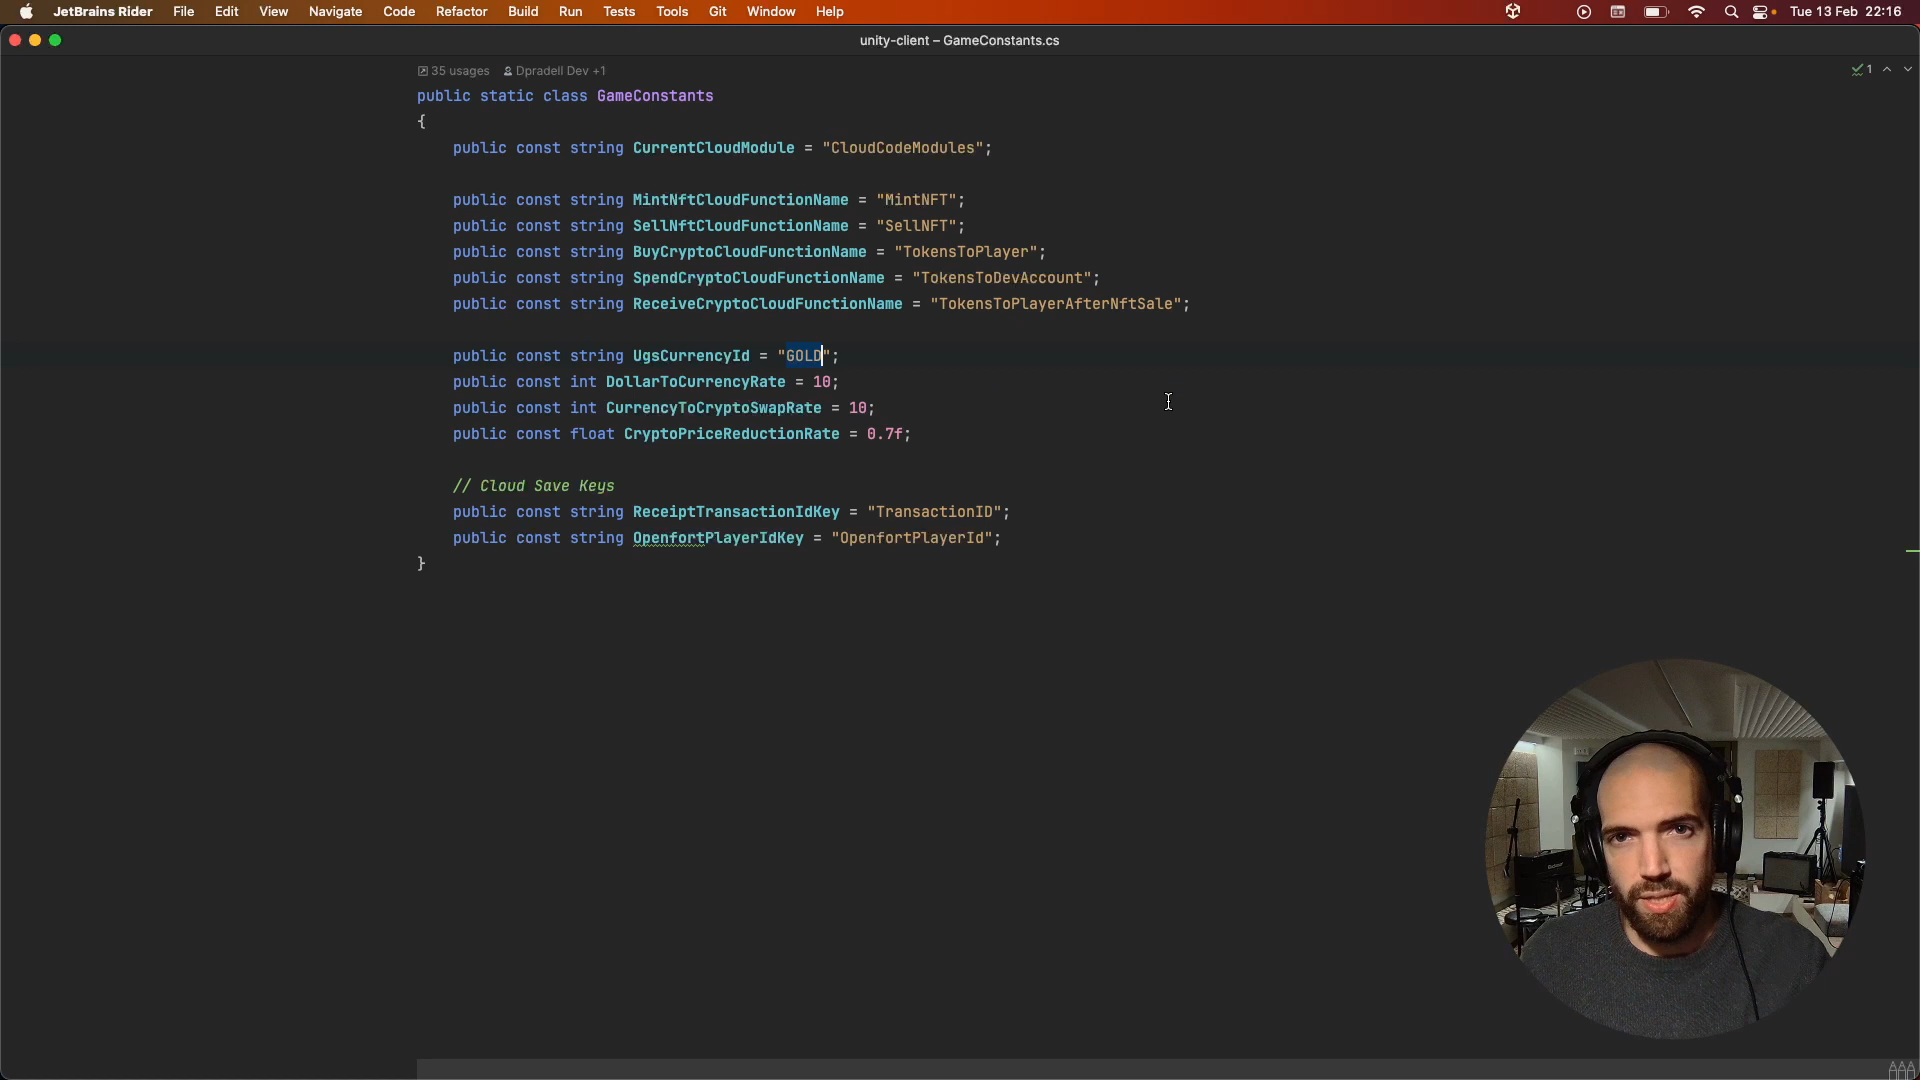 JetBrains Rider File Edit View Navigate Code Refactor Build Run Tests Tools Git Window Help Tue 13 Feb 22:16
unity-client – GameConstants.cs
35 usages Dpradell Dev +1
1
public static class GameConstants
{
public const string CurrentCloudModule = "CloudCodeModules";
public const string MintNftCloudFunctionName = "MintNFT";
public const string SellNftCloudFunctionName = "SellNFT";
public const string BuyCryptoCloudFunctionName = "TokensToPlayer";
public const string SpendCryptoCloudFunctionName = "TokensToDevAccount";
public const string ReceiveCryptoCloudFunctionName = "TokensToPlayerAfterNftSale";
public const string UgsCurrencyId = "GOLD";
public const int DollarToCurrencyRate = 10;
public const int CurrencyToCryptoSwapRate = 10;
public const float CryptoPriceReductionRate = 0.7f;
// Cloud Save Keys
public const string ReceiptTransactionIdKey = "TransactionID";
public const string OpenfortPlayerIdKey = "OpenfortPlayerId";
}